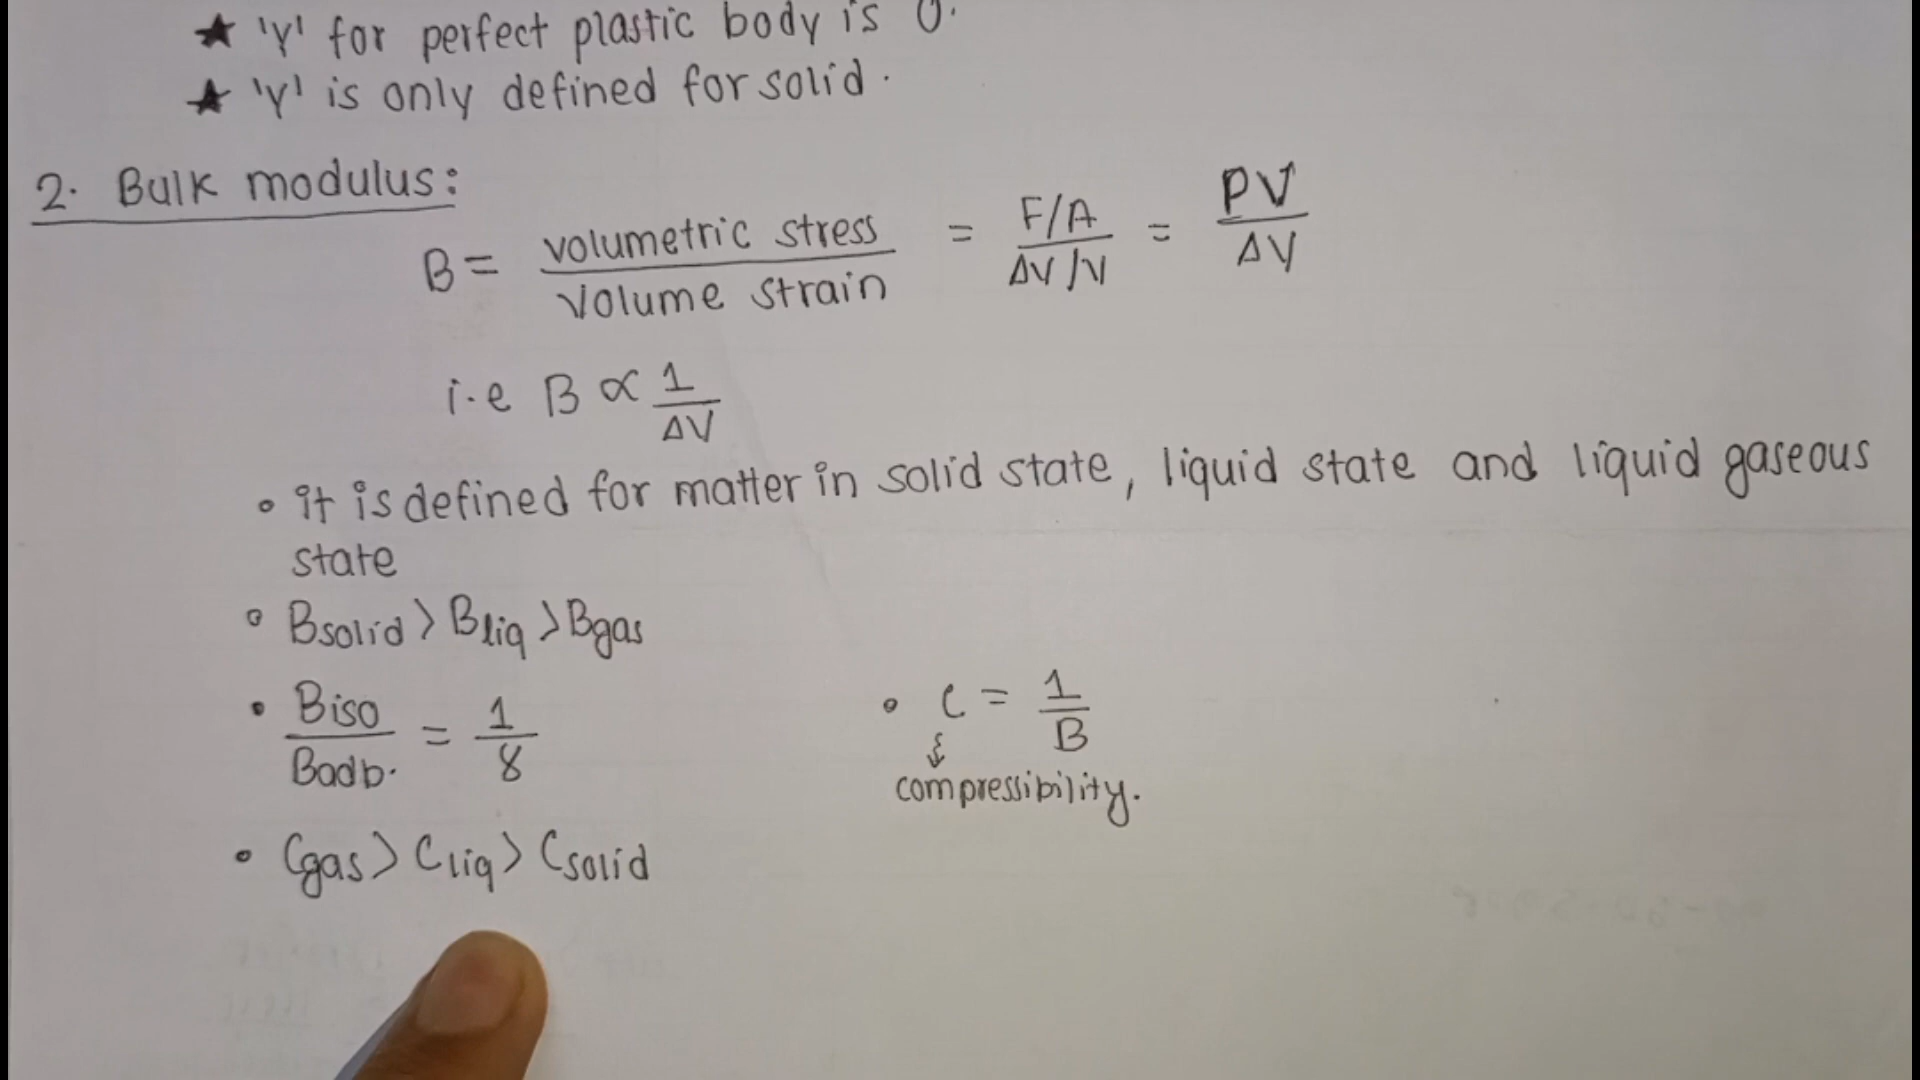 ★ 'Y' for perfect plastic body is 0.
★ 'Y' is only defined for solid.
2. Bulk modulus:
B = volumetric stress / Volume strain = F/A / ΔV/V = PV / ΔV
i.e B ∝ 1/ΔV
• it is defined for matter in solid state, liquid state and liquid gaseous
state
• Bsolid > Bliq > Bgas
• Biso / Badb. = 1/8
• C = 1/B
compressibility.
• Cgas > Cliq > Csolid